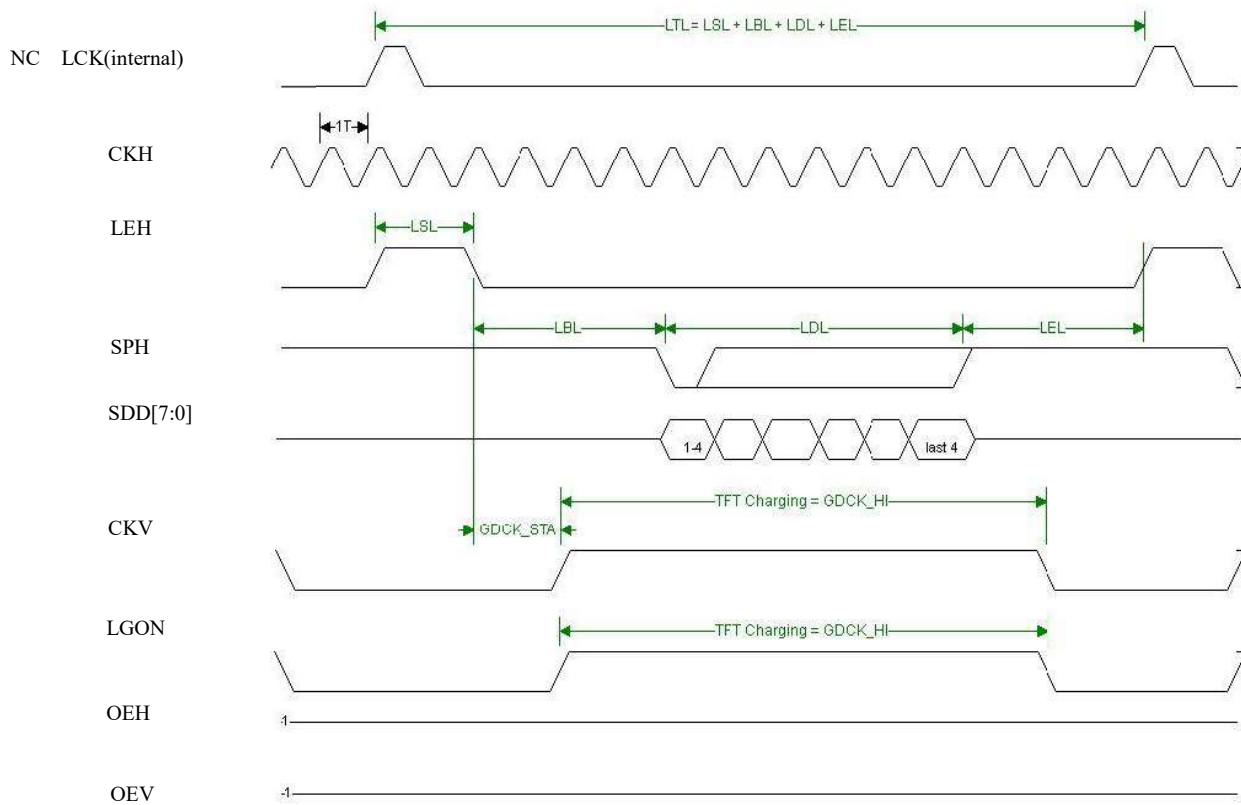 LTL= LSL + LBL + LDL + LEL
NC LCK(internal)
1T
CKH
LEH
LSL
LBL
LDL
LEL
SPH
SDD[7:0]
1-4
last 4
TFT Charging = GDCK_HI
CKV
GDCK_STA
LGON
TFT Charging = GDCK_HI
OEH
1
OEV
1